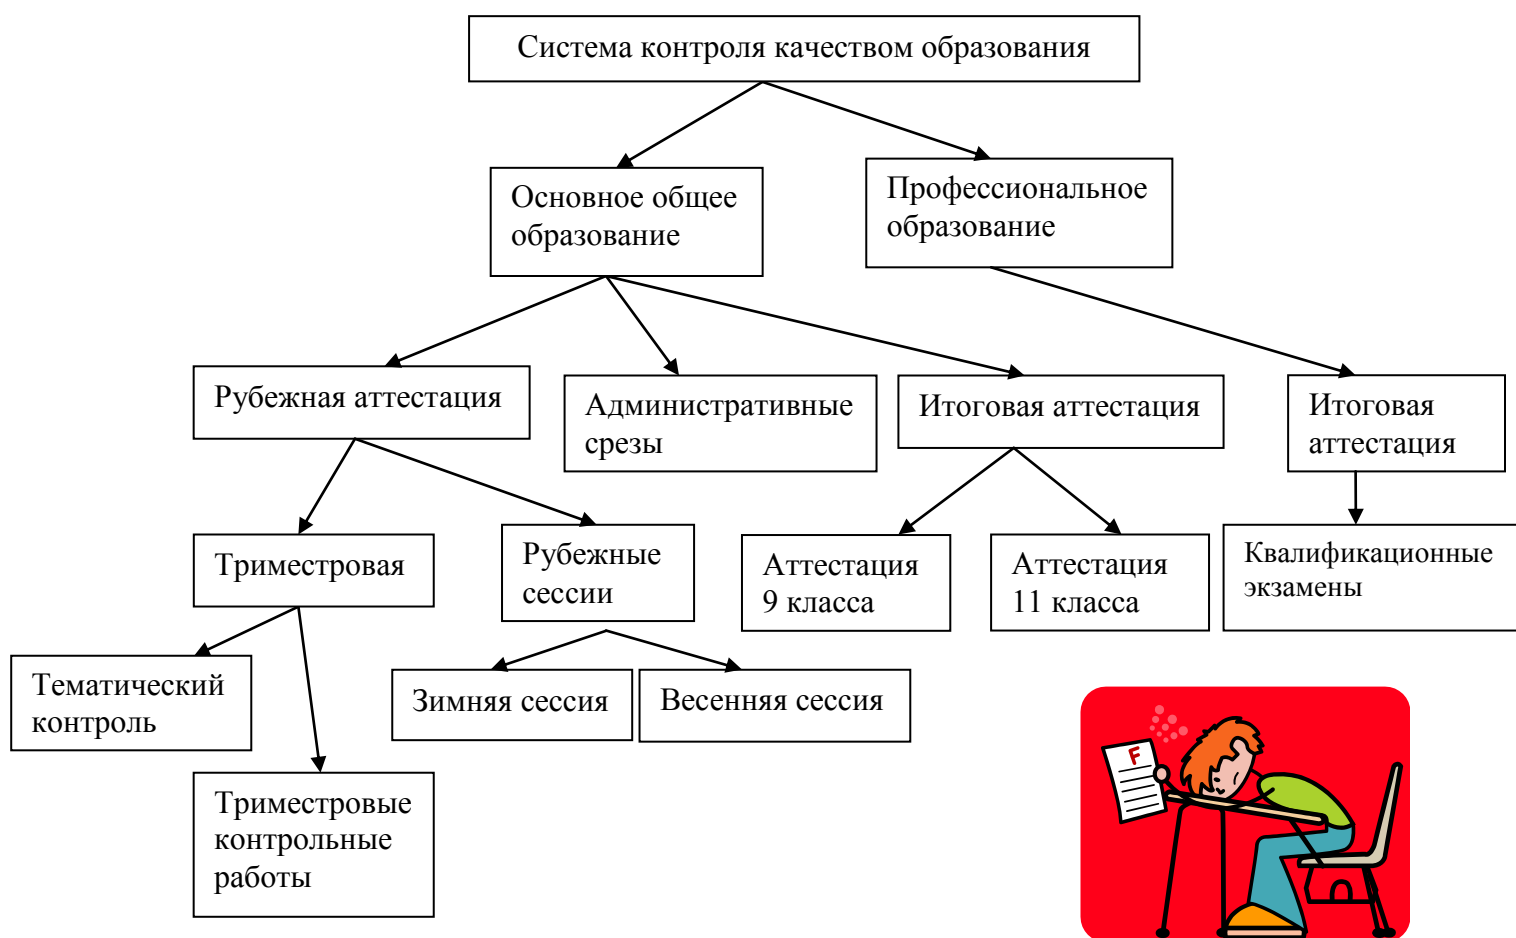 Система контроля качеством образования
Основное общее
образование
Профессиональное
образование
Рубежная аттестация
Административные
срезы
Итоговая аттестация
Итоговая
аттестация
Триместровая
Рубежные
сессии
Аттестация
9 класса
Аттестация
11 класса
Квалификационные
экзамены
Тематический
контроль
Зимняя сессия
Весенняя сессия
Триместровые
контрольные
работы
F